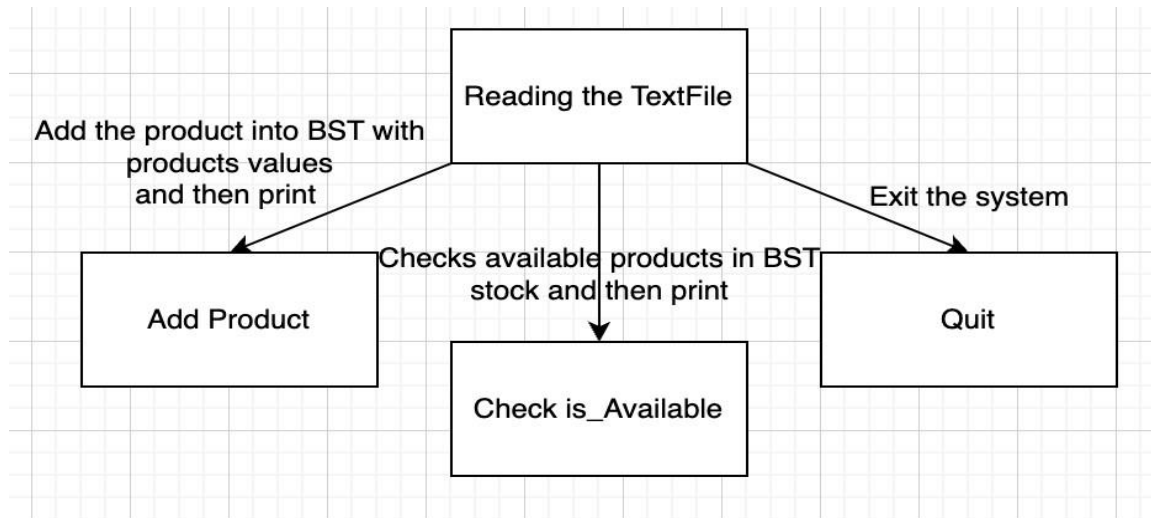 Reading the TextFile
Add the product into BST with
products values
and then print
Exit the system
Checks available products in BST
stock and then print
Add Product
Quit
Check is_Available